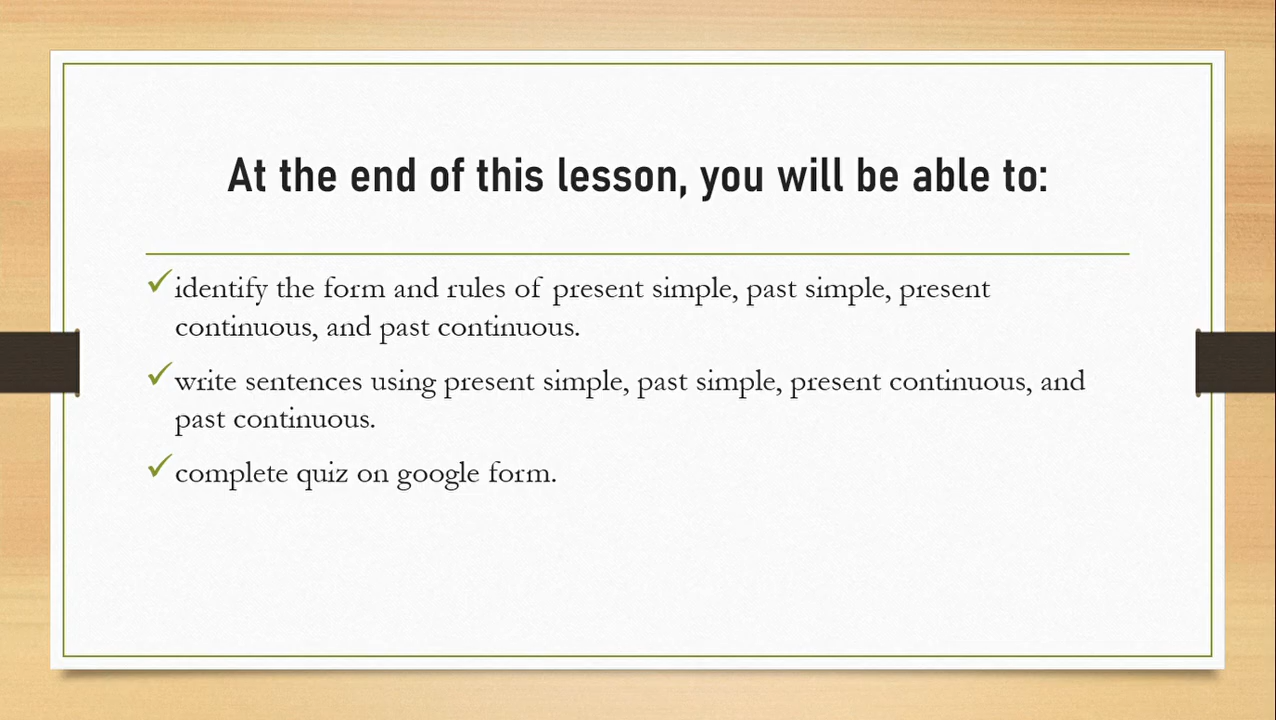 At the end of this lesson, you will be able to:
✓identify the form and rules of present simple, past simple, present
continuous, and past continuous.
✓write sentences using present simple, past simple, present continuous, and
past continuous.
✓complete quiz on google form.